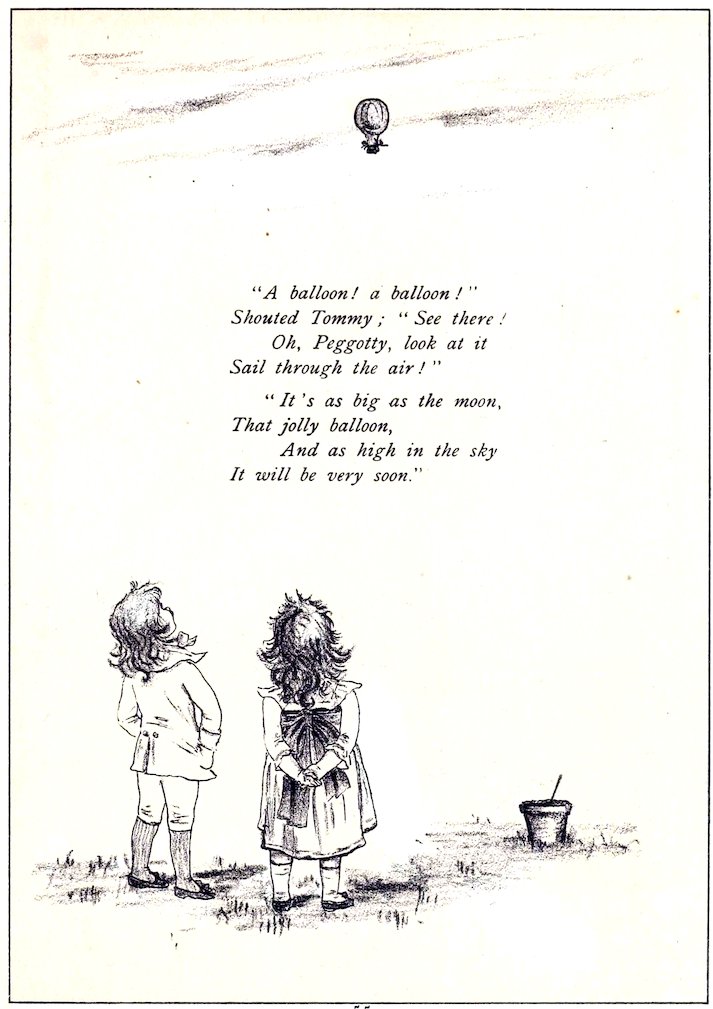 “A balloon! a balloon!”
Shouted Tommy; “See there!
Oh, Peggotty, look at it
Sail through the air!”
“It's as big as the moon,
That jolly balloon,
And as high in the sky
It will be very soon.”